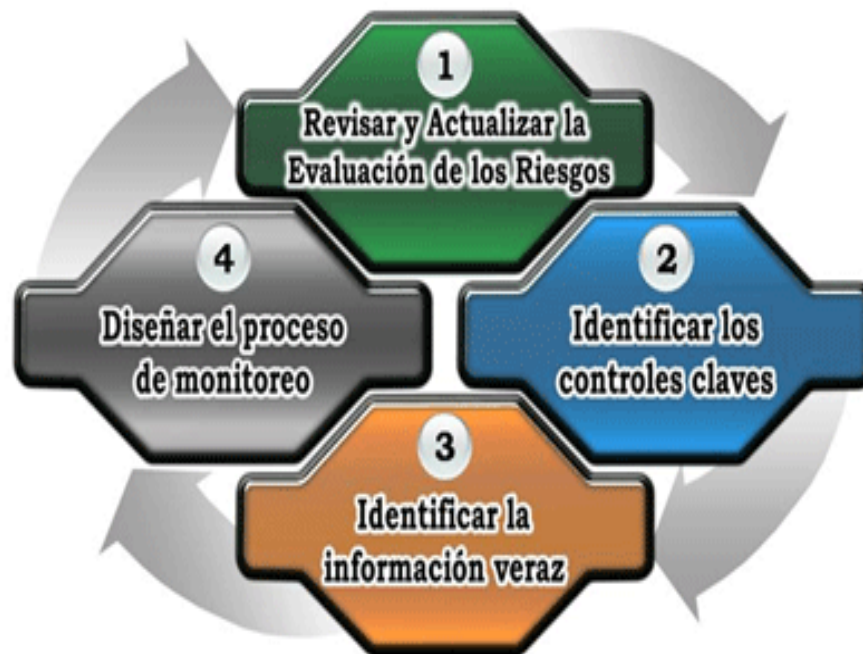 1
Revisar y Actualizar la
Evaluación de los Riesgos
2
Identificar los
controles claves
3
Identificar la
información veraz
4
Diseñar el proceso
de monitoreo